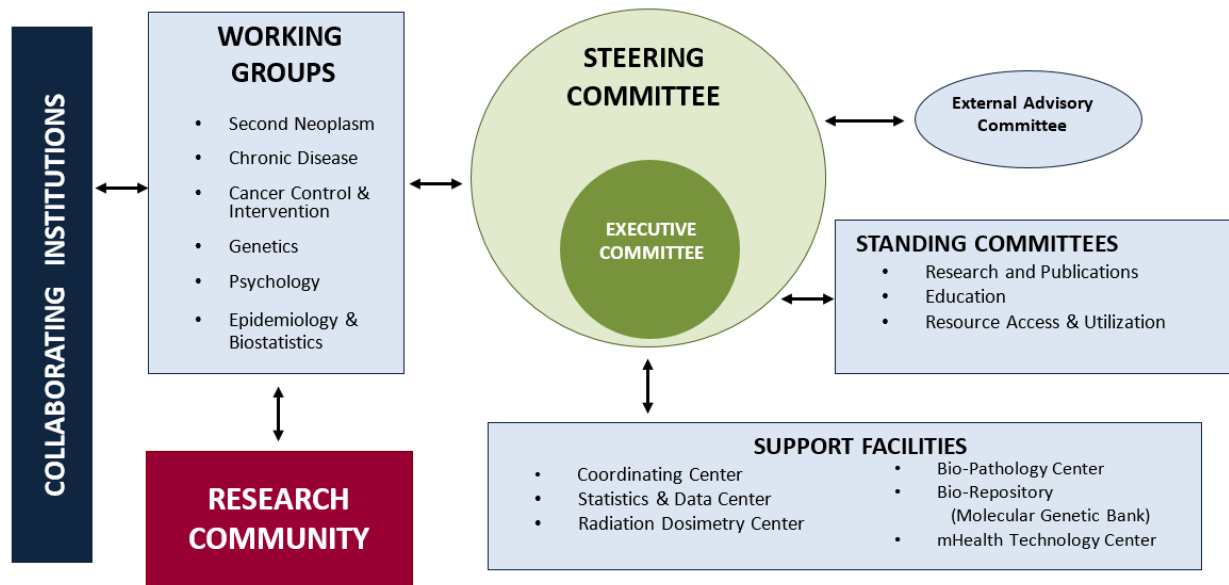 COLLABORATING INSTITUTIONS
WORKING
GROUPS
• Second Neoplasm
• Chronic Disease
• Cancer Control &
Intervention
• Genetics
• Psychology
• Epidemiology &
Biostatistics
RESEARCH
COMMUNITY
STEERING
COMMITTEE
EXECUTIVE
COMMITTEE
External Advisory
Committee
STANDING COMMITTEES
• Research and Publications
• Education
• Resource Access & Utilization
SUPPORT FACILITIES
• Coordinating Center
• Statistics & Data Center
• Radiation Dosimetry Center
• Bio-Pathology Center
• Bio-Repository
(Molecular Genetic Bank)
• mHealth Technology Center